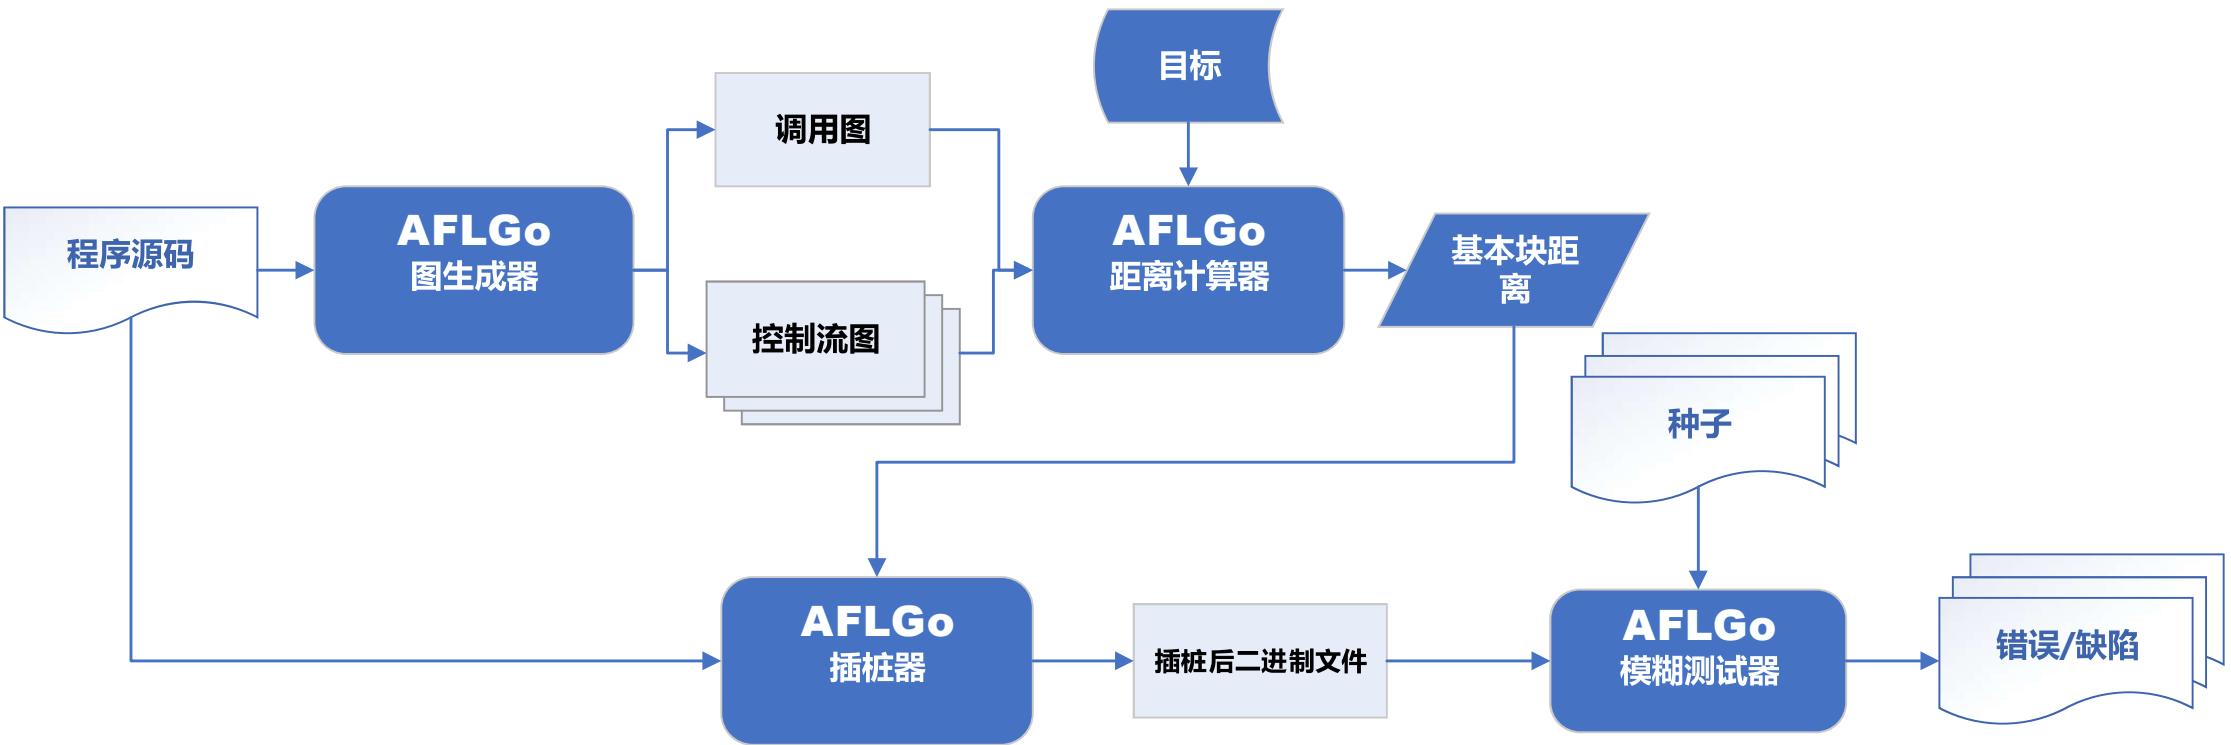 目标
调用图
程序源码
AFLGo
图生成器
AFLGo
距离计算器
基本块距
离
控制流图
种子
AFLGo
插桩器
插桩后二进制文件
AFLGo
模糊测试器
错误/缺陷